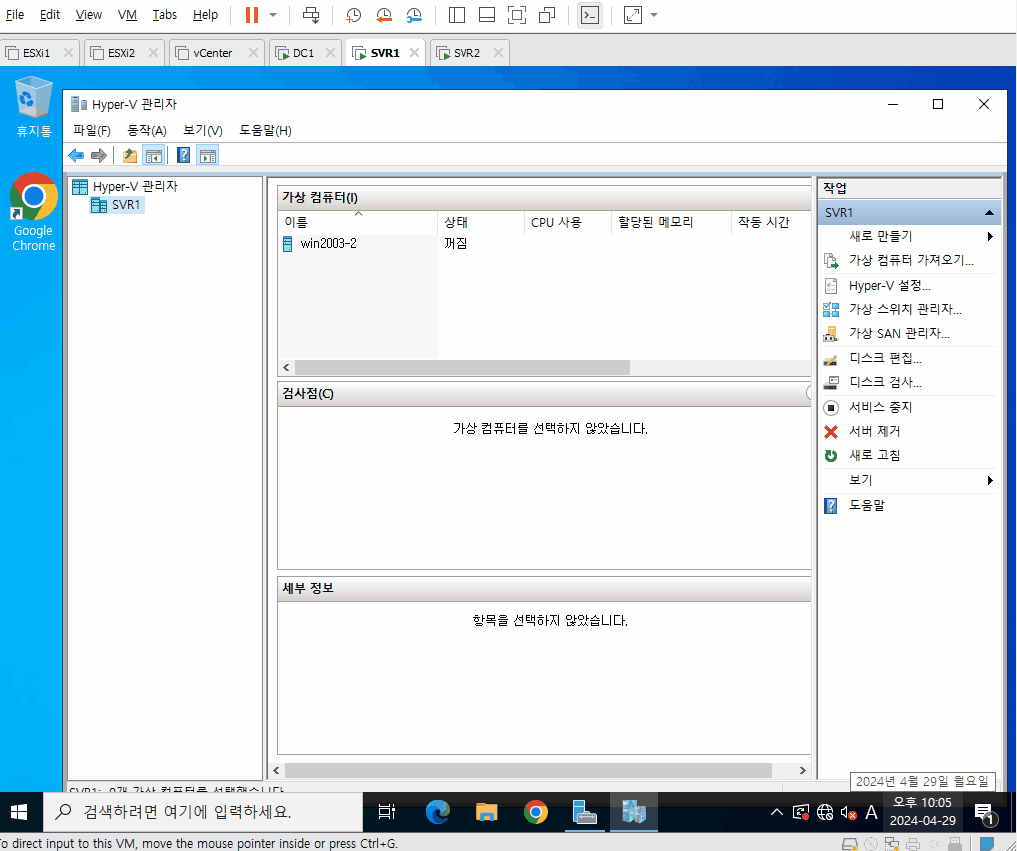 File Edit View VM Tabs Help
ESXi1 ESXi2 vCenter DC1 SVR1 SVR2
휴지통
Google
Chrome
Hyper-V 관리자
파일(F) 동작(A) 보기(V) 도움말(H)
Hyper-V 관리자
SVR1
가상 컴퓨터(I)
이름 상태 CPU 사용 할당된 메모리 작동 시간
win2003-2 꺼짐
검사점(C)
가상 컴퓨터를 선택하지 않았습니다.
세부 정보
항목을 선택하지 않았습니다.
작업
SVR1
새로 만들기
가상 컴퓨터 가져오기...
Hyper-V 설정...
가상 스위치 관리자...
가상 SAN 관리자...
디스크 편집...
디스크 검사...
서비스 중지
서버 제거
새로 고침
보기
도움말
SVR1: 0개 가상 컴퓨터를 선택했습니다.
2024년 4월 29일 월요일
검색하려면 여기에 입력하세요.
A
오후 10:05
2024-04-29
1
To direct input to this VM, move the mouse pointer inside or press Ctrl+G.